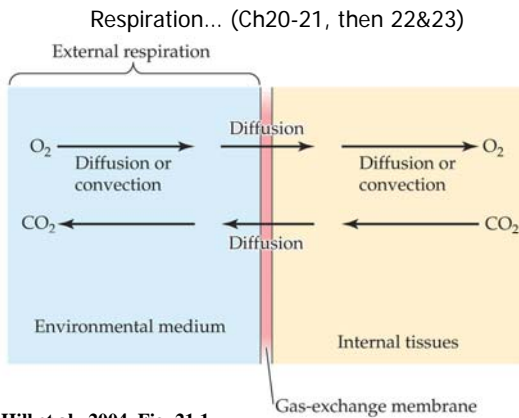 Respiration... (Ch20-21, then 22&23)
External respiration
Diffusion
O2
Diffusion or
convection
Diffusion or
convection
O2
CO2
Diffusion
CO2
Environmental medium
Internal tissues
Gas-exchange membrane
Hill et al. 2004, Fig. 21.1